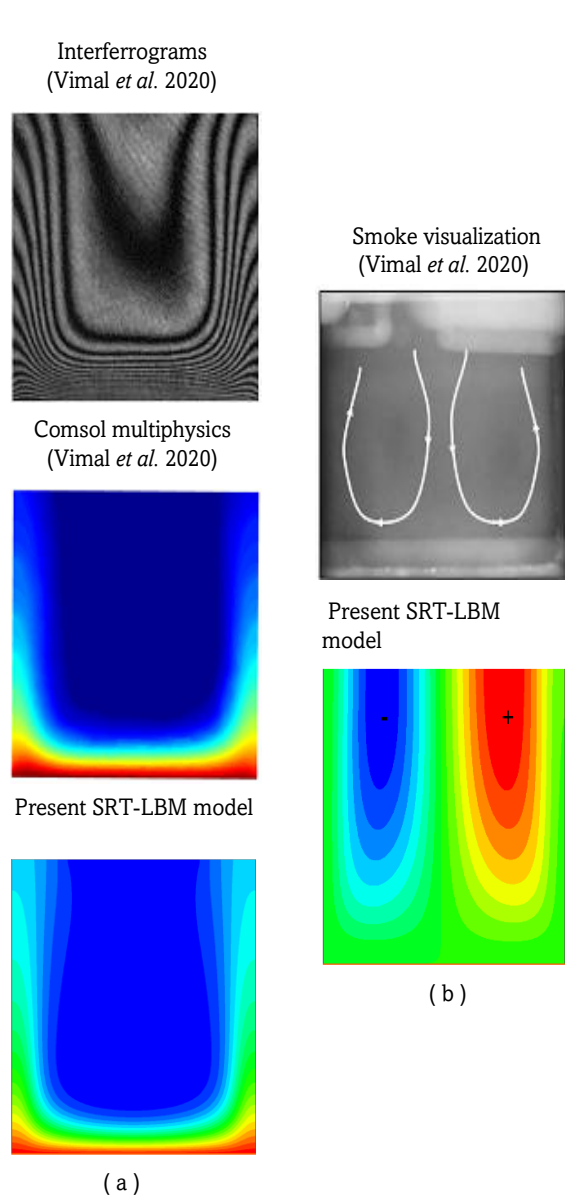 Interferrograms
(Vimal et al. 2020)
Comsol multiphysics
(Vimal et al. 2020)
Present SRT-LBM model
( a )
Smoke visualization
(Vimal et al. 2020)
Present SRT-LBM
model
-
+
( b )